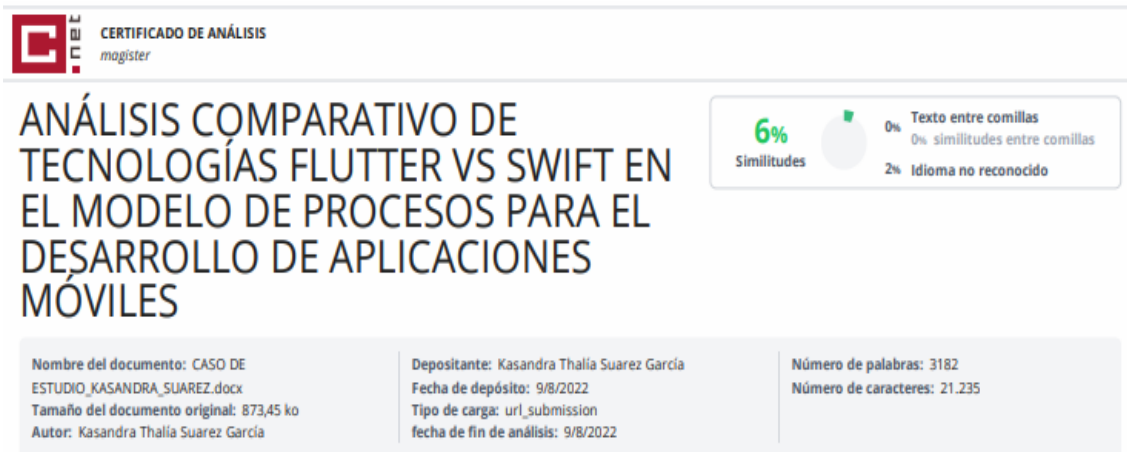 C
.net
CERTIFICADO DE ANÁLISIS
magister
ANÁLISIS COMPARATIVO DE
TECNOLOGÍAS FLUTTER VS SWIFT EN
EL MODELO DE PROCESOS PARA EL
DESARROLLO DE APLICACIONES
MÓVILES
6%
Similitudes
0% Texto entre comillas
0% similitudes entre comillas
2% Idioma no reconocido
Nombre del documento: CASO DE
ESTUDIO_KASANDRA_SUAREZ.docx
Tamaño del documento original: 873,45 ko
Autor: Kasandra Thalía Suarez García
Depositante: Kasandra Thalía Suarez García
Fecha de depósito: 9/8/2022
Tipo de carga: url_submission
fecha de fin de análisis: 9/8/2022
Número de palabras: 3182
Número de caracteres: 21.235